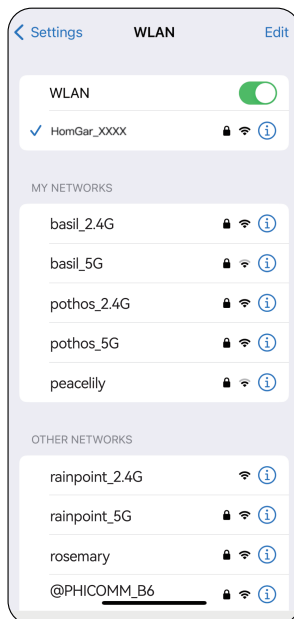 Settings WLAN Edit
WLAN
HomGar_XXXX
MY NETWORKS
basil_2.4G
basil_5G
pothos_2.4G
pothos_5G
peacelily
OTHER NETWORKS
rainpoint_2.4G
rainpoint_5G
rosemary
@PHICOMM_B6